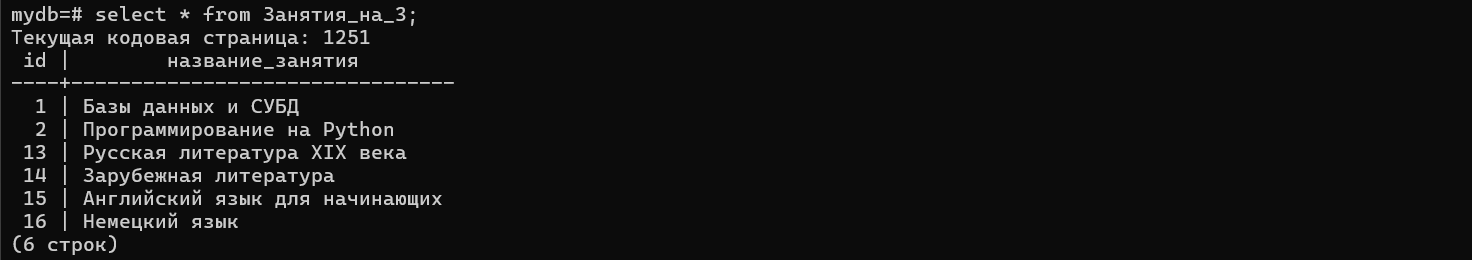 mydb=# select * from Занятия_на_3;
Текущая кодовая страница: 1251
 id |        название_занятия
----+--------------------------------
  1 | Базы данных и СУБД
  2 | Программирование на Python
 13 | Русская литература XIX века
 14 | Зарубежная литература
 15 | Английский язык для начинающих
 16 | Немецкий язык
(6 строк)